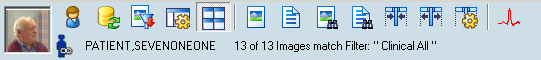 PATIENT,SEVENONEONE 13 of 13 Images match Filter: " Clinical All "